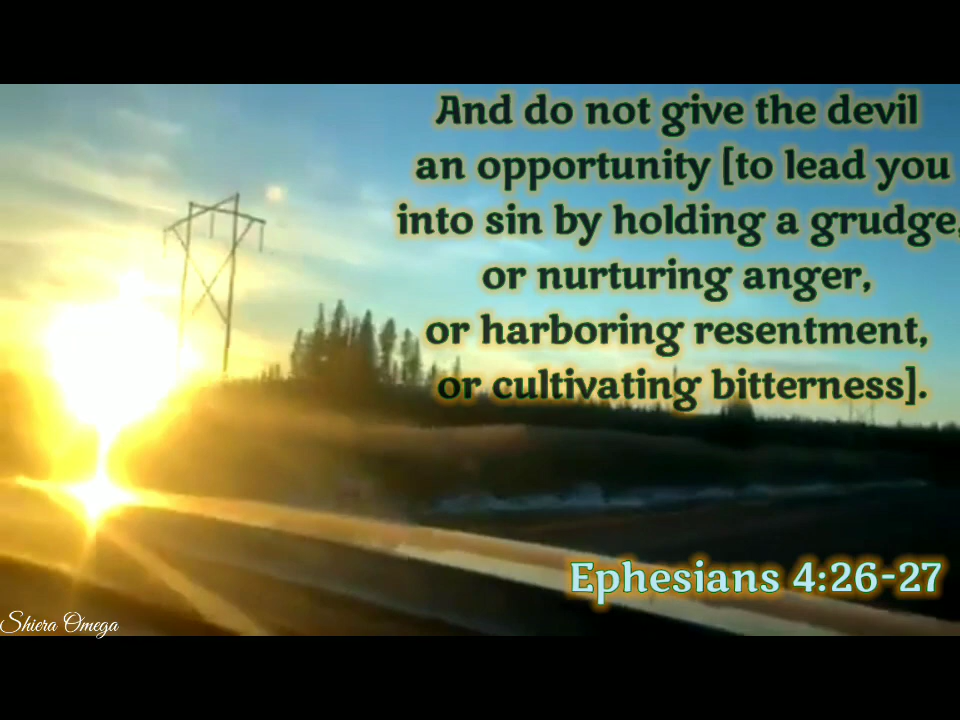 And do not give the devil
an opportunity [to lead you
into sin by holding a grudge,
or nurturing anger,
or harboring resentment,
or cultivating bitterness].
Ephesians 4:26-27
Shiera Omega